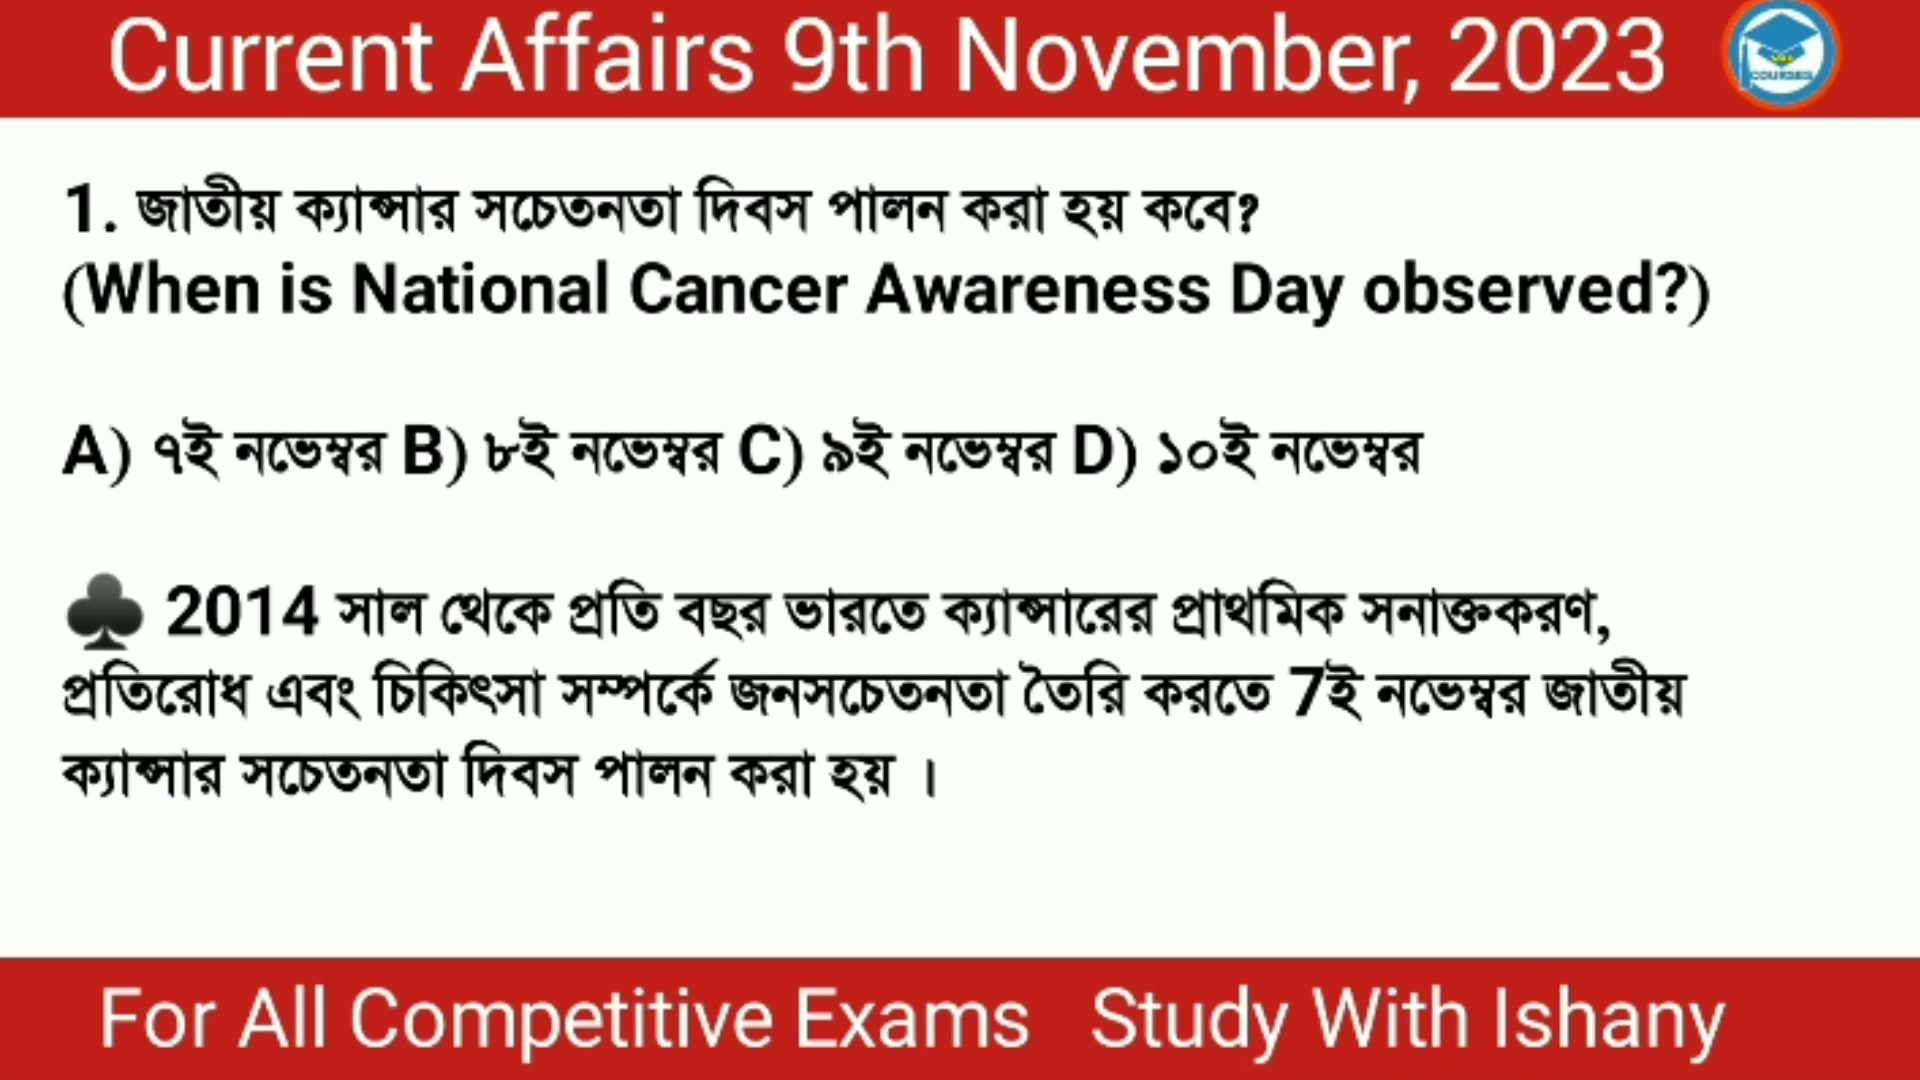 Current Affairs 9th November, 2023
COURSES
1. জাতীয় ক্যান্সার সচেতনতা দিবস পালন করা হয় কবে?
(When is National Cancer Awareness Day observed?)
A) ৭ই নভেম্বর B) ৮ই নভেম্বর C) ৯ই নভেম্বর D) ১০ই নভেম্বর
♣ 2014 সাল থেকে প্রতি বছর ভারতে ক্যান্সারের প্রাথমিক সনাক্তকরণ,
প্রতিরোধ এবং চিকিৎসা সম্পর্কে জনসচেতনতা তৈরি করতে 7ই নভেম্বর জাতীয়
ক্যান্সার সচেতনতা দিবস পালন করা হয় ।
For All Competitive Exams Study With Ishany